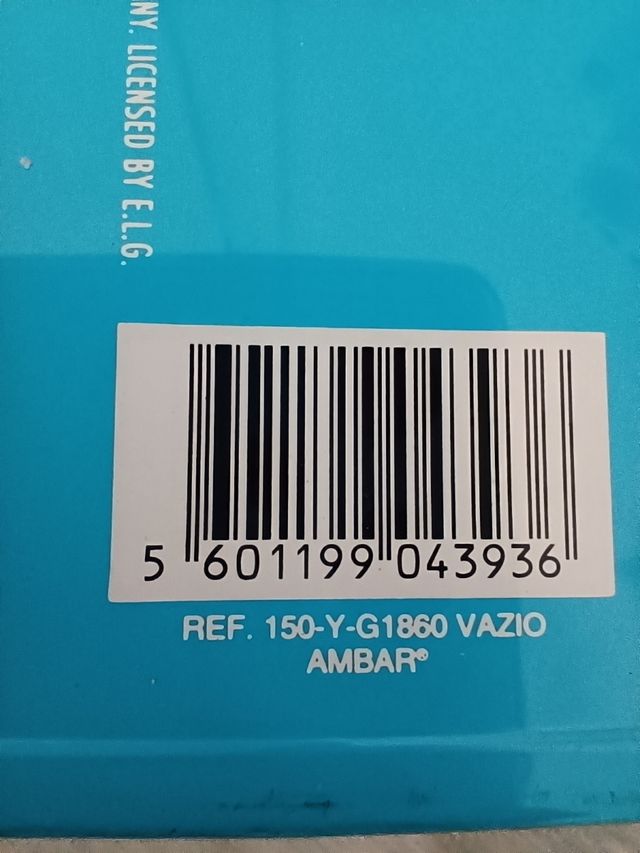 NY. LICENSED BY E.L.G.
5 601199 043936
REF. 150-Y-G1860 VAZIO
AMBAR®